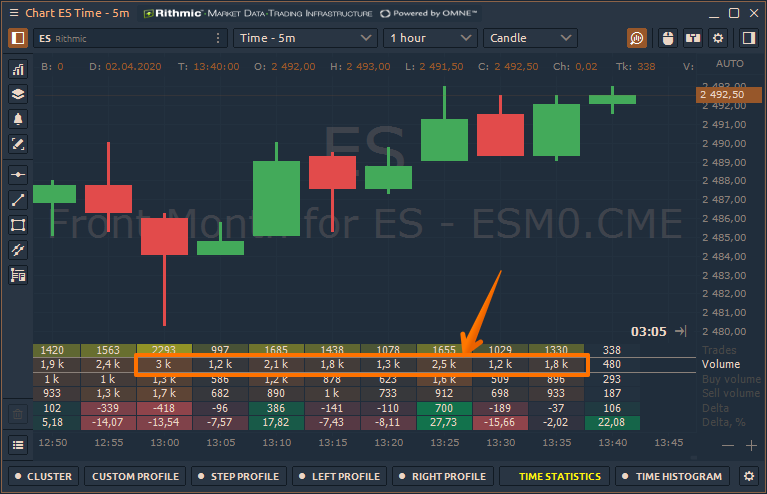 Chart ES Time - 5m Rithmic - MARKET DATA-TRADING INFRASTRUCTURE Powered by OMNE™
ES Rithmic Time - 5m 1 hour Candle
B: 0 D: 02.04.2020 T: 13:40:00 O: 2 492,00 H: 2 493,00 L: 2 491,50 C: 2 492,50 Ch: 0,02 Tk: 338 V: AUTO
2 493,00
2 492,50
2 491,00
2 490,00
2 489,00
2 488,00
2 487,00
2 486,00
2 485,00
2 484,00
2 483,00
2 482,00
2 481,00
2 480,00
ES
Front Month for ES - ESM0.CME
03:05
1420 1563 2293 997 1685 1438 1078 1655 1029 1330 338 Trades
1,9 k 2,4 k 3 k 1,2 k 2,1 k 1,8 k 1,3 k 2,5 k 1,2 k 1,8 k 480 Volume
1 k 1 k 1,3 k 586 1,2 k 878 623 1,6 k 509 896 293 Buy volume
933 1,3 k 1,7 k 682 890 1 k 733 912 698 933 187 Sell volume
102 -339 -418 -96 386 -141 -110 700 -189 -37 106 Delta
5,18 -14,07 -13,54 -7,57 17,82 -7,43 -8,11 27,73 -15,66 -2,02 22,08 Delta, %
12:50 12:55 13:00 13:05 13:10 13:15 13:20 13:25 13:30 13:35 13:40 13:45
CLUSTER CUSTOM PROFILE STEP PROFILE LEFT PROFILE RIGHT PROFILE TIME STATISTICS TIME HISTOGRAM